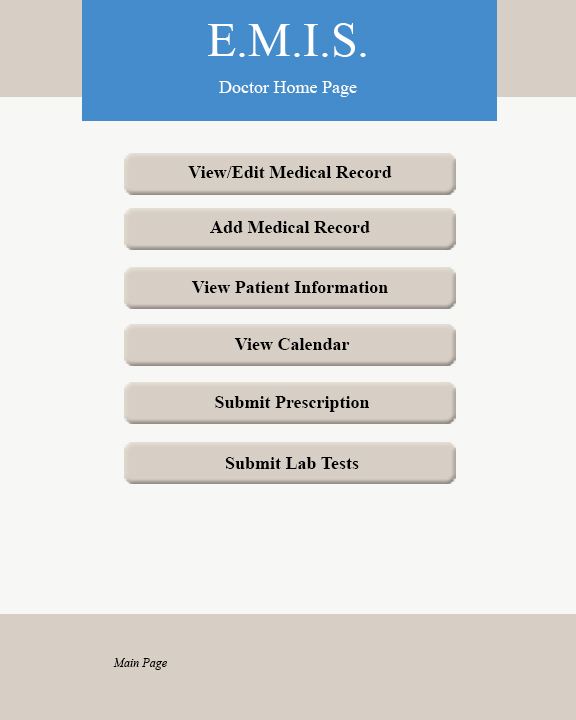 E.M.I.S.
Doctor Home Page
View/Edit Medical Record
Add Medical Record
View Patient Information
View Calendar
Submit Prescription
Submit Lab Tests
Main Page